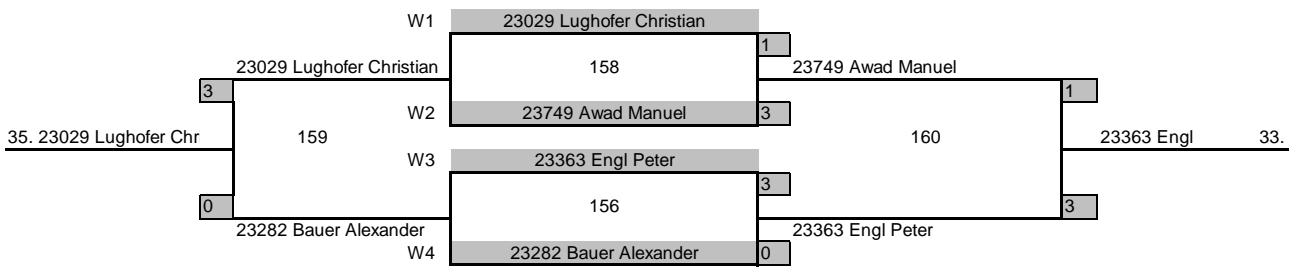 W1 23029 Lughofer Christian
1
23029 Lughofer Christian 158 23749 Awad Manuel
3 1
W2 23749 Awad Manuel 3
35. 23029 Lughofer Chr 159 160 23363 Engl 33.
W3 23363 Engl Peter
3
0 156 3
23282 Bauer Alexander 23363 Engl Peter
W4 23282 Bauer Alexander 0